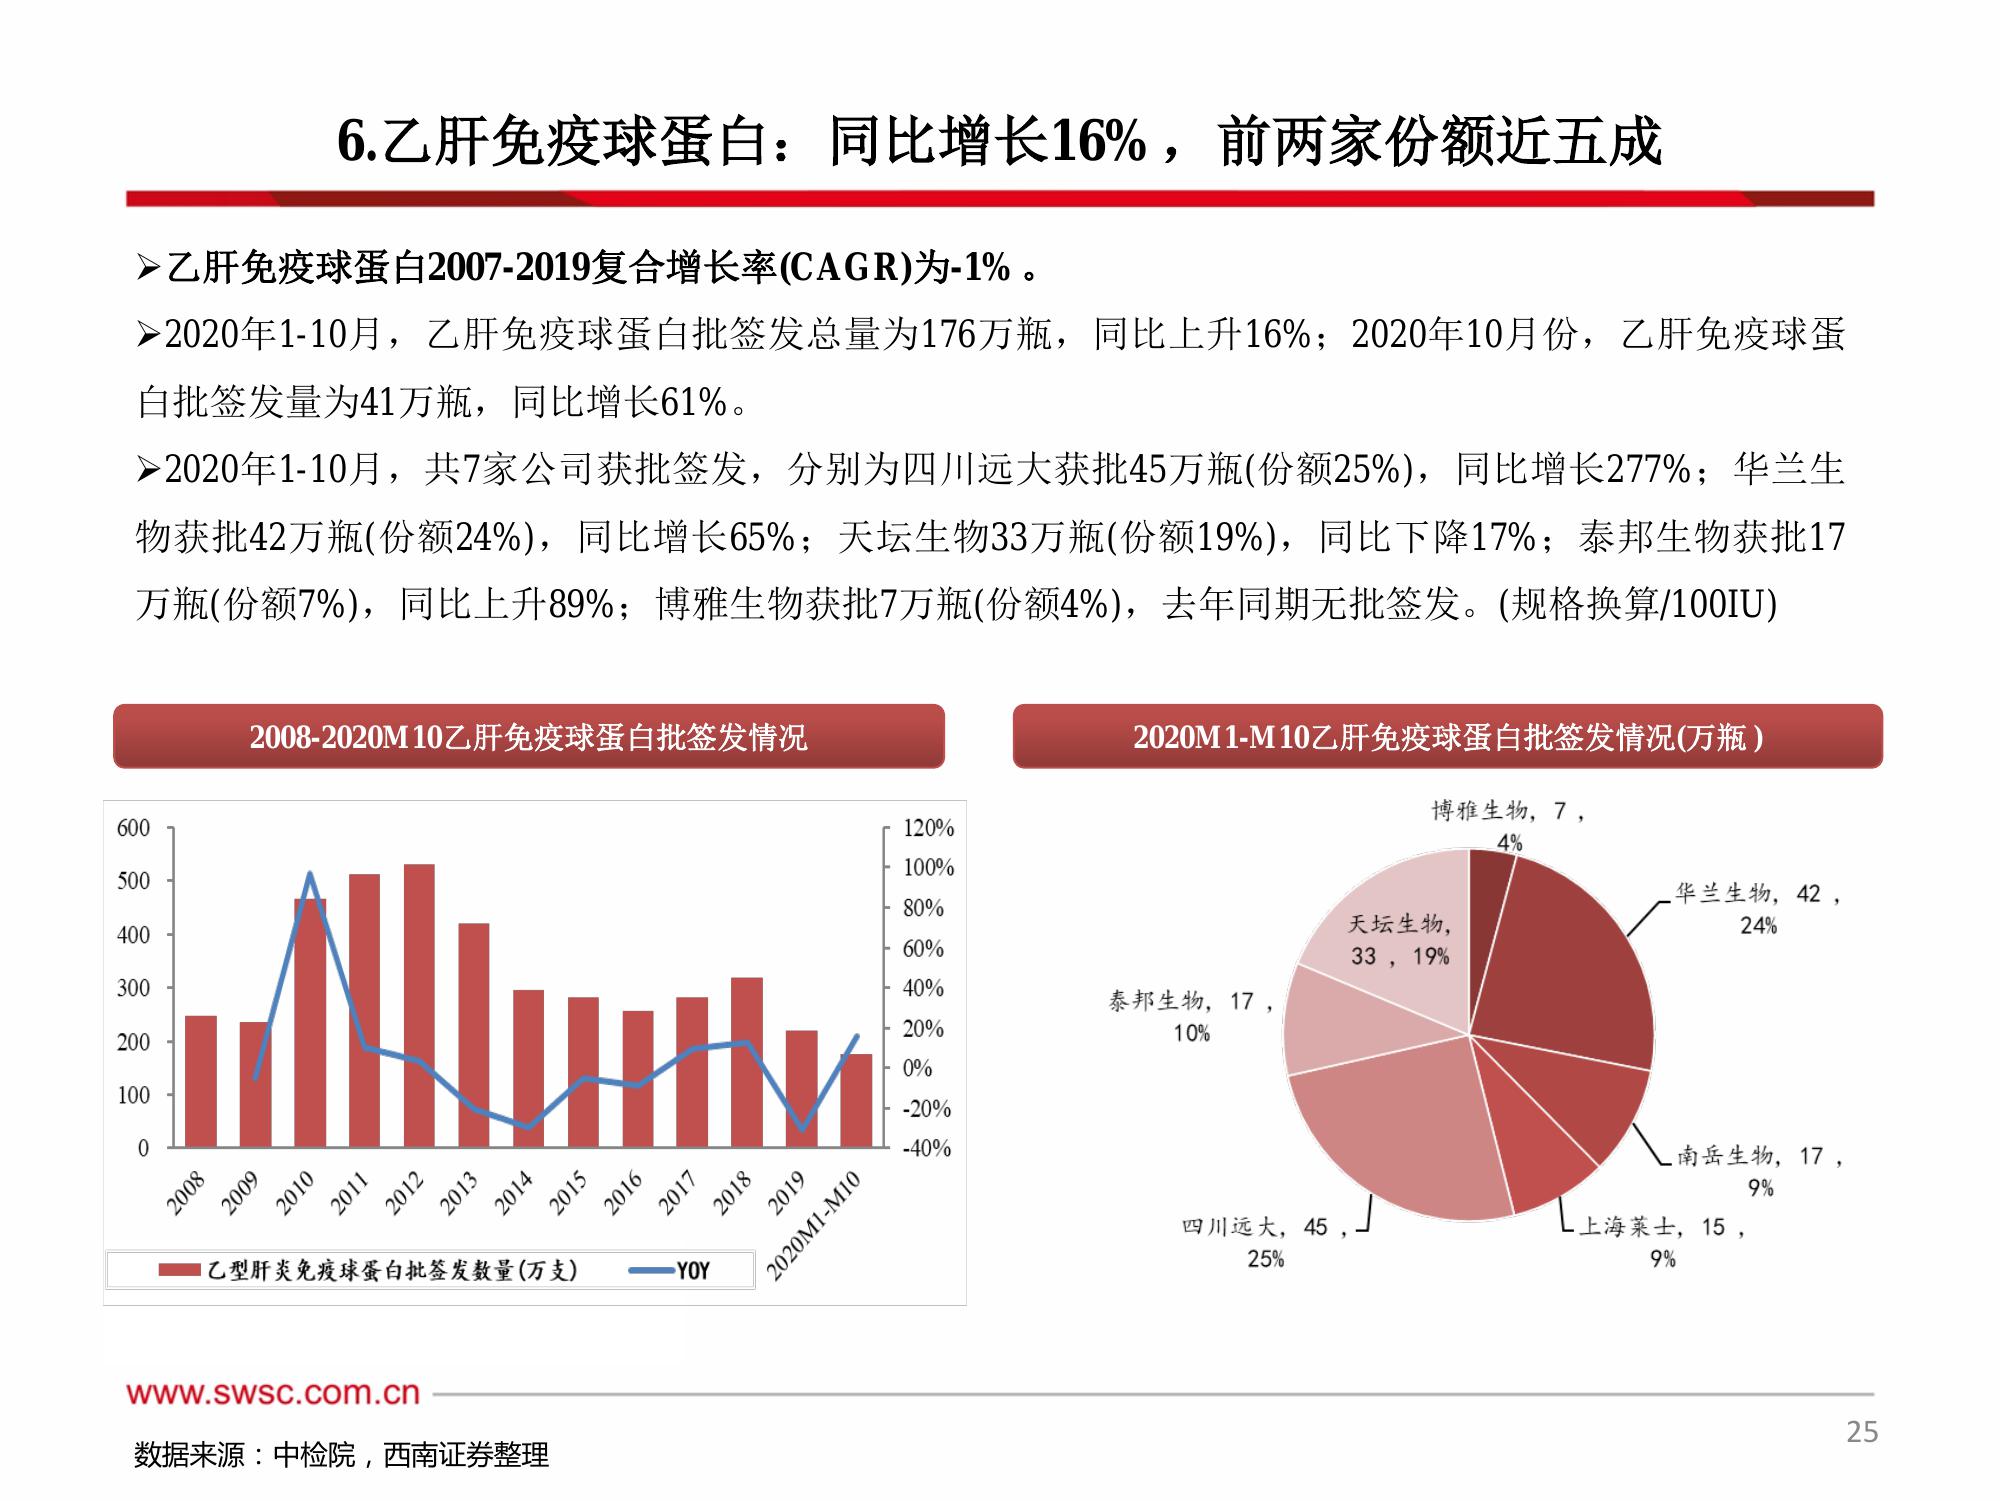 6.乙肝免疫球蛋白：同比增长16%，前两家份额近五成
➢乙肝免疫球蛋白2007-2019复合增长率(CAGR)为-1%。
➢2020年1-10月，乙肝免疫球蛋白批签发总量为176万瓶，同比上升16%；2020年10月份，乙肝免疫球蛋
白批签发量为41万瓶，同比增长61%。
➢2020年1-10月，共7家公司获批签发，分别为四川远大获批45万瓶(份额25%)，同比增长277%；华兰生
物获批42万瓶(份额24%)，同比增长65%；天坛生物33万瓶(份额19%)，同比下降17%；泰邦生物获批17
万瓶(份额7%)，同比上升89%；博雅生物获批7万瓶(份额4%)，去年同期无批签发。(规格换算/100IU)
2008-2020M10乙肝免疫球蛋白批签发情况
600
500
400
300
200
100
0
120%
100%
80%
60%
40%
20%
0%
-20%
-40%
2008
2009
2010
2011
2012
2013
2014
2015
2016
2017
2018
2019
2020M1-M10
乙型肝炎免疫球蛋白批签发数量(万支)
YOY
2020M1-M10乙肝免疫球蛋白批签发情况(万瓶)
博雅生物, 7 ,
4%
华兰生物, 42 ,
24%
南岳生物, 17 ,
9%
上海莱士, 15 ,
9%
四川远大, 45 ,
25%
泰邦生物, 17 ,
10%
天坛生物,
33 , 19%
www.swsc.com.cn
数据来源：中检院，西南证券整理
25